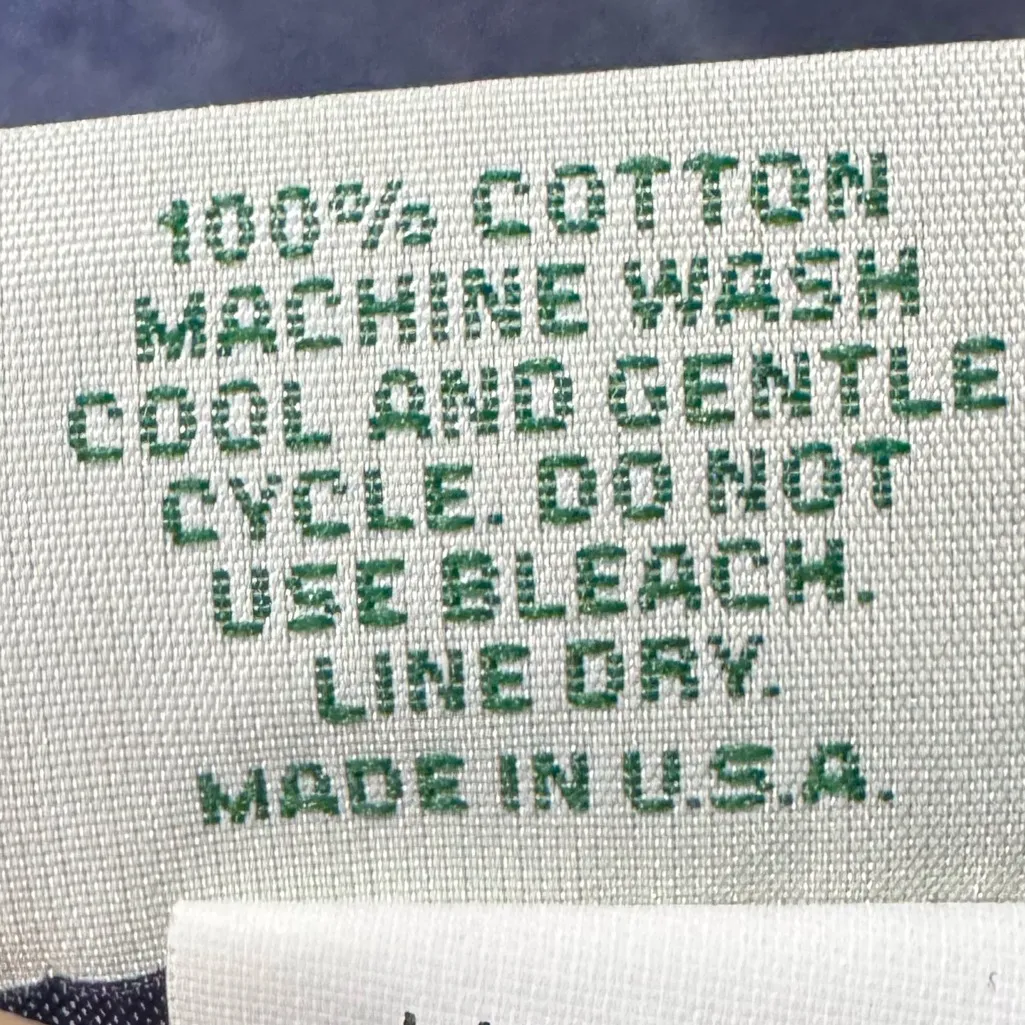 100% COTTON
MACHINE WASH
COOL AND GENTLE
CYCLE. DO NOT
USE BLEACH.
LINE DRY.
MADE IN U.S.A.